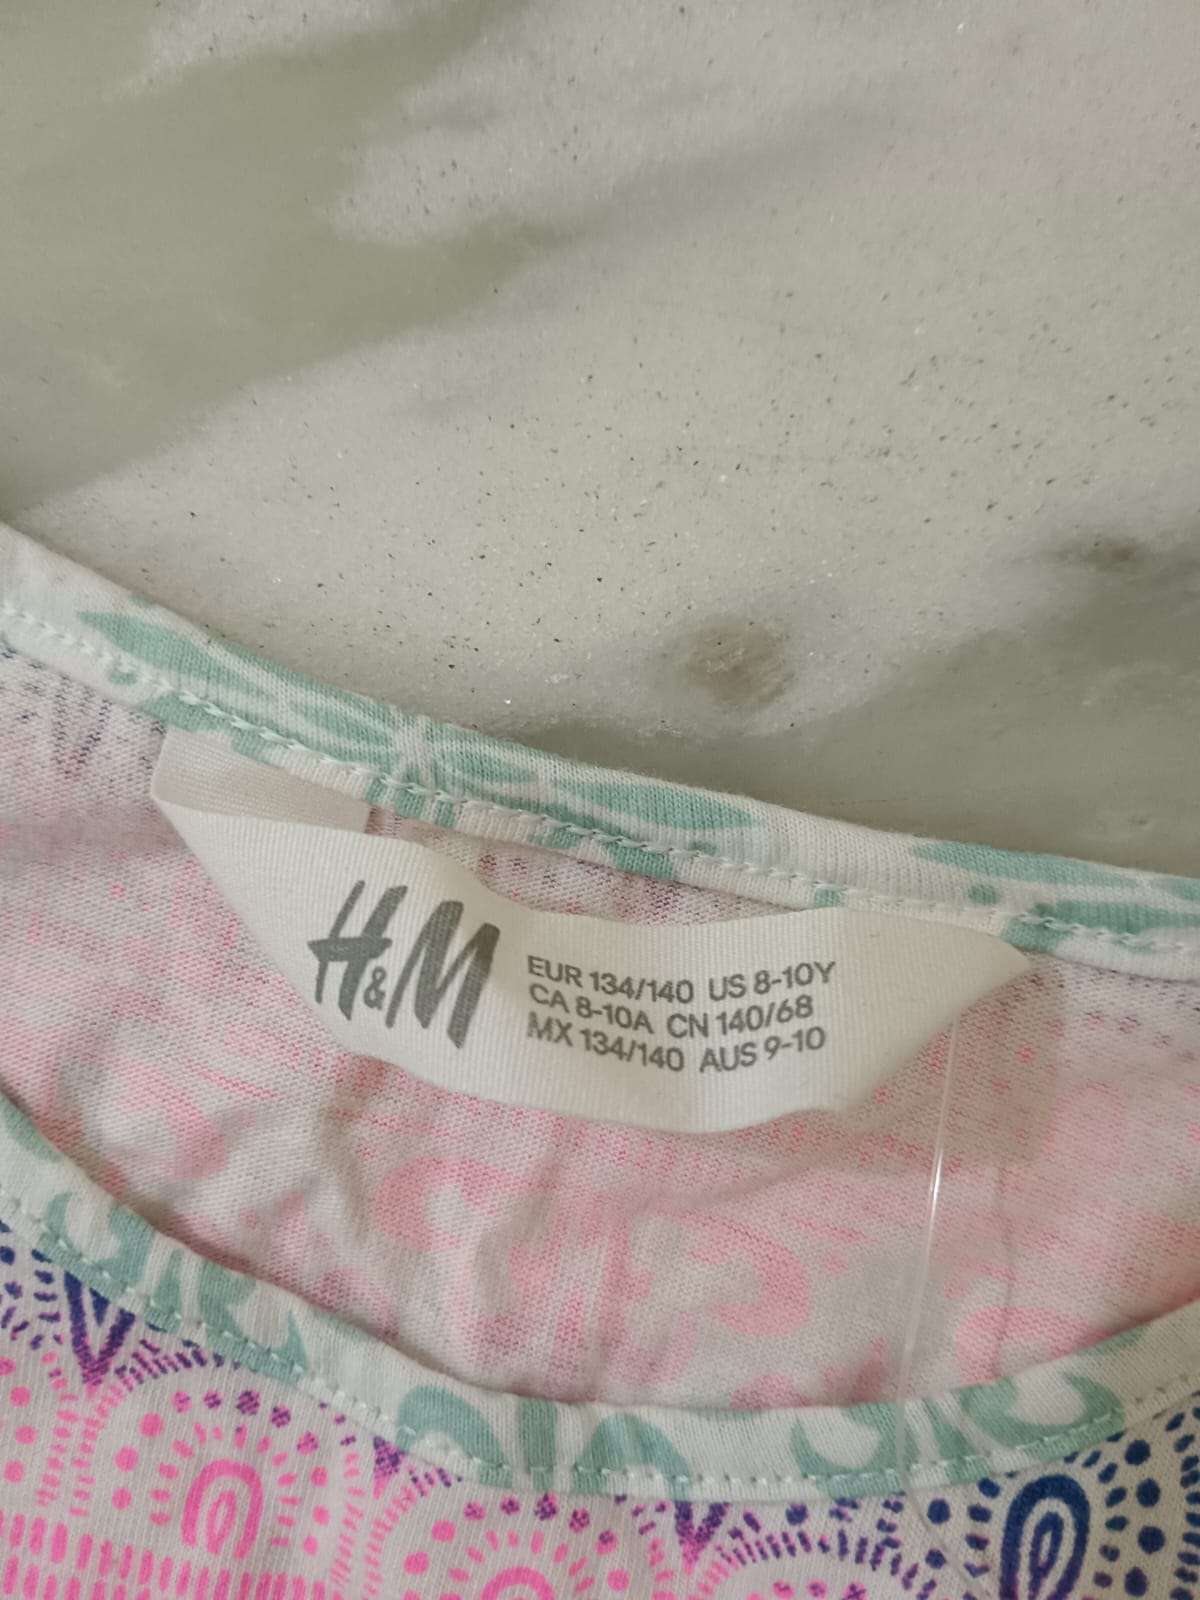 H&M
EUR 134/140 US 8-10Y
CA 8-10A CN 140/68
MX 134/140 AUS 9-10